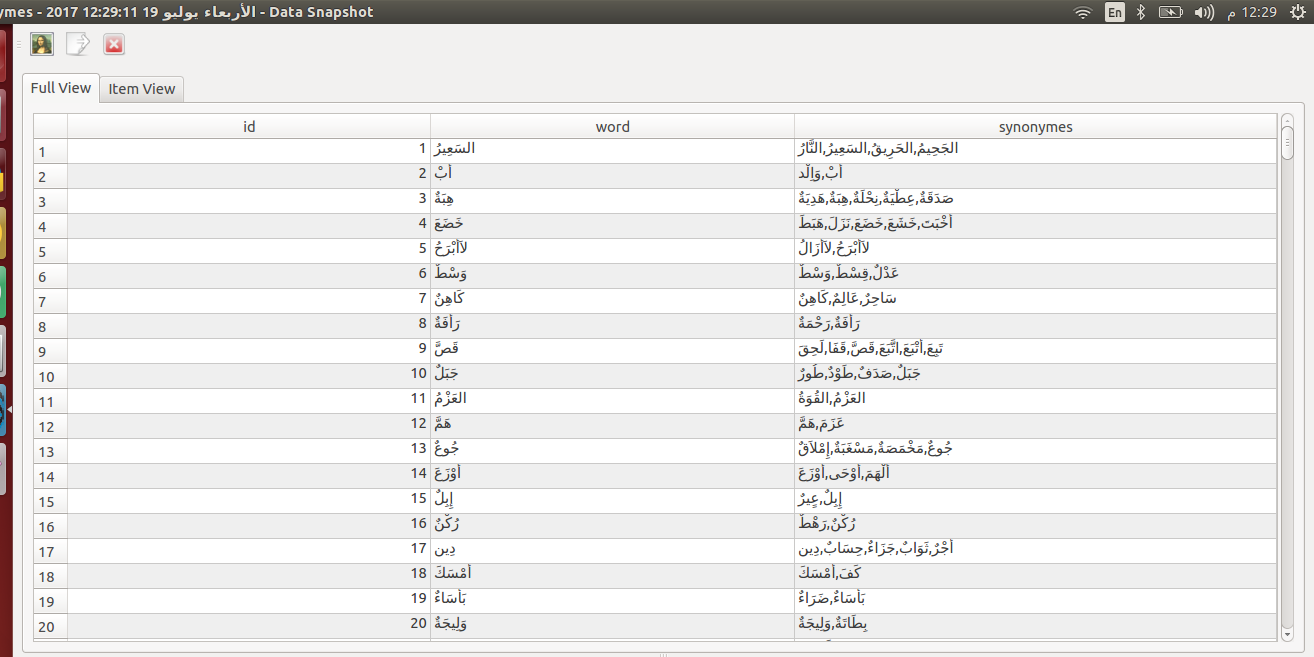 ymes - 2017 12:29:11 19 الأربعاء يوليو - Data Snapshot
En م 12:29
Full View Item View
id word synonymes
1 1 السَعِيرُ الجَحِيمُ,الحَرِيقُ,السَعِيرُ,النَّارُ
2 2 أَبْ أَبْ,وَالِد
3 3 هِبَةٌ صَدَقَةٌ,عِطْيَةٌ,نِحْلَةٌ,هِبَةٌ,هَدِيَةٌ
4 4 خَضَعَ أَخْبَتَ,خَشَعَ,خَضَعَ,نَزَلَ,هَبَطَ
5 5 لاَأَبْرَحُ لاَأَبْرَحُ,لاَأَزَالُ
6 6 وَسْطٌ عَدْلٌ,قِسْطٌ,وَسْطٌ
7 7 كَاهِنٌ سَاحِرٌ,عَالِمٌ,كَاهِنٌ
8 8 رَأْفَةٌ رَأْفَةٌ,رَحْمَةٌ
9 9 قَصَّ تَبِعَ,أَتْبَعَ,اتَّبَعَ,قَصَّ,قَفَا,لَحِقَ
10 10 جَبَلٌ جَبَلٌ,صَدَفٌ,طَوْدٌ,طُورٌ
11 11 العَزْمُ العَزْمُ,القُوَةُ
12 12 هَمَّ عَزَمَ,هَمَّ
13 13 جُوعٌ جُوعٌ,مَخْمَصَةٌ,مَسْغَبَةٌ,إِمْلاَقٌ
14 14 أَوْزَعَ أَلْهَمَ,أَوْحَى,أَوْزَعَ
15 15 إِبِلٌ إِبِلٌ,عِيرٌ
16 16 رُكْنٌ رُكْنٌ,رَهْطٌ
17 17 دِين أَجْرٌ,ثَوَابٌ,جَزَاءٌ,حِسَابٌ,دِين
18 18 أَمْسَكَ كَفَ,أَمْسَكَ
19 19 بَأْسَاءٌ بَأْسَاءٌ,ضَرَاءٌ
20 20 وَلِيجَةٌ بِطَانَةٌ,وَلِيجَةٌ